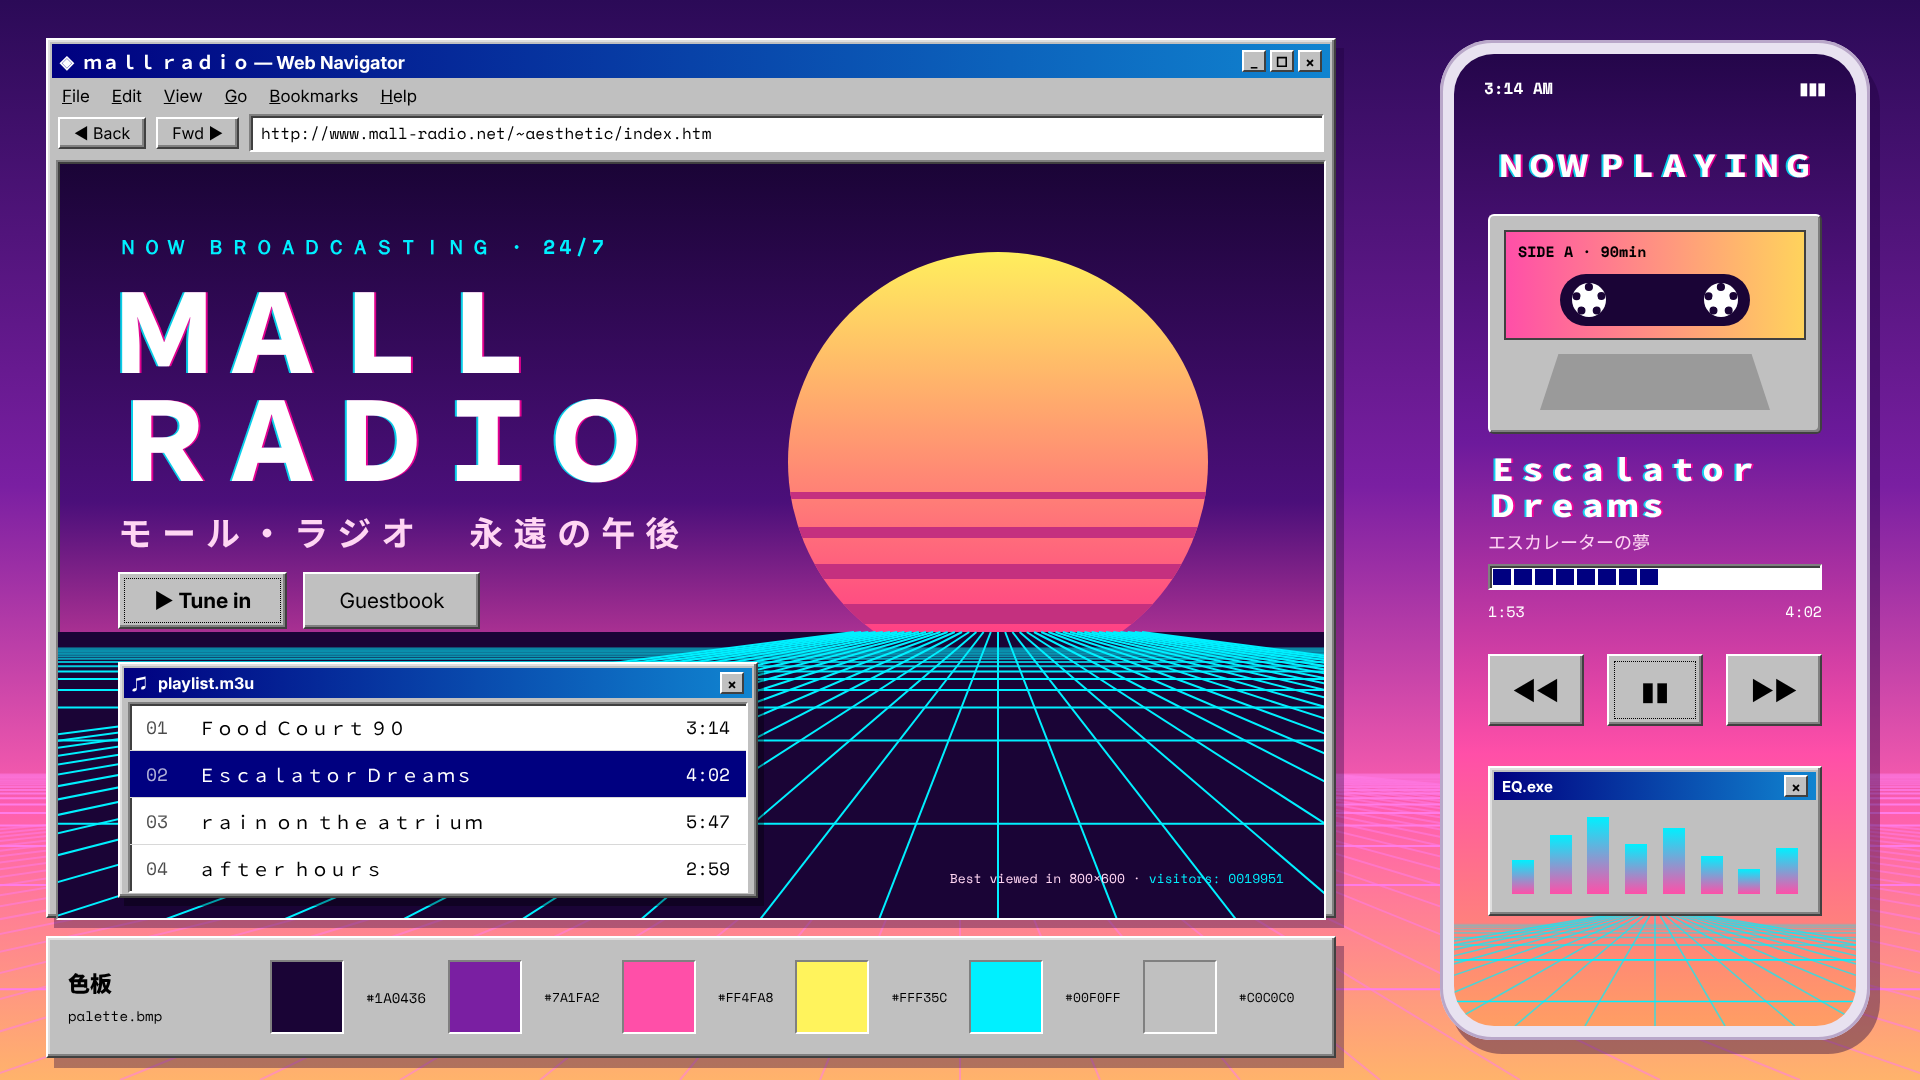 ◈ mallradio — Web Navigator
_ □ ×
File Edit View Go Bookmarks Help
◀ Back Fwd ▶ http://www.mall-radio.net/~aesthetic/index.htm
NOW BROADCASTING · 24/7
MALL
RADIO
モール・ラジオ　永遠の午後
▶ Tune in Guestbook
♫ playlist.m3u ×
01 Food Court 90 3:14
02 Escalator Dreams 4:02
03 rain on the atrium 5:47
04 after hours 2:59
Best viewed in 800×600 · visitors: 0019951
色板
palette.bmp
#1A0436 #7A1FA2 #FF4FA8 #FFF35C #00F0FF #C0C0C0
3:14 AM
NOW PLAYING
SIDE A · 90min
Escalator
Dreams
エスカレーターの夢
1:53 4:02
EQ.exe ×